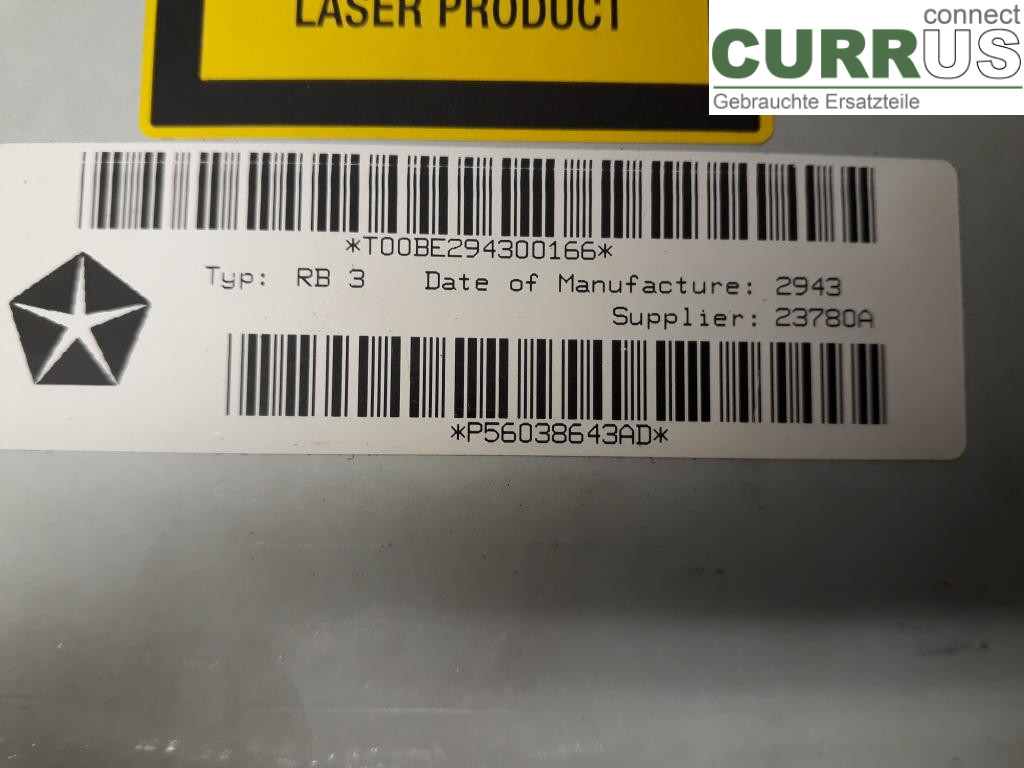 LASER PRODUCT
connect
CURRUS
Gebrauchte Ersatzteile
*T00BE294300166*
Typ: RB 3 Date of Manufacture: 2943
Supplier: 23780A
*P56038643AD*